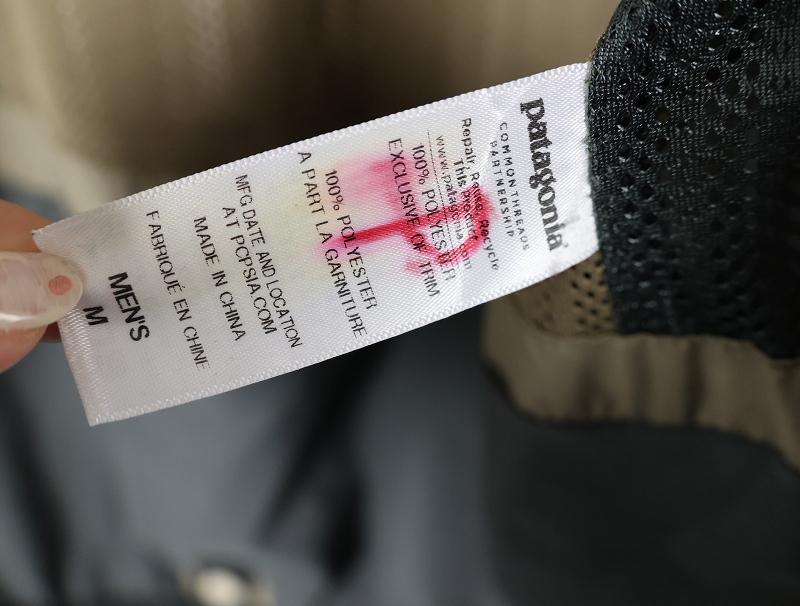 patagonia®
COMMON THREADS
PARTNERSHIP
Repair, Reuse, Recycle
This product
www.patagonia.com
100% POLYESTER
EXCLUSIVE OF TRIM
100% POLYESTER
A PART LA GARNITURE
MFG DATE AND LOCATION
AT PCPSIA.COM
MADE IN CHINA
FABRIQUÉ EN CHINE
MEN'S
M